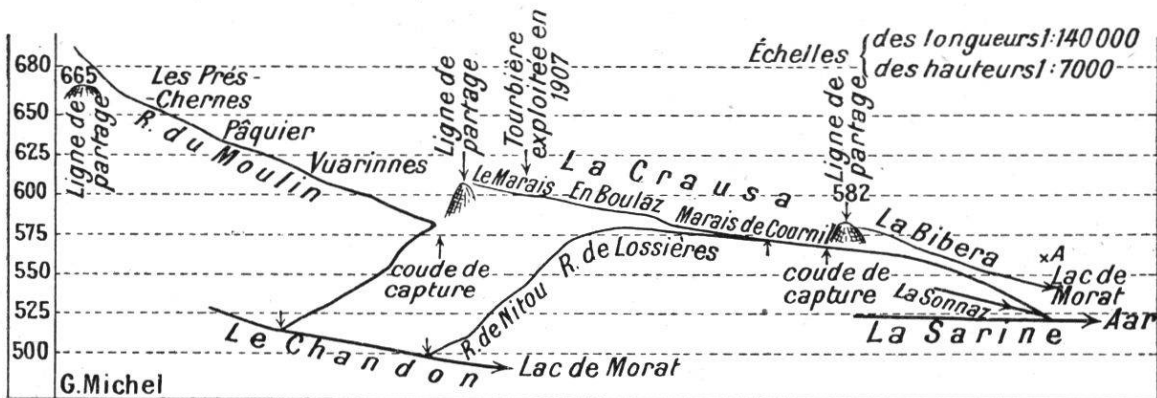 680
650
625
600
575
550
525
500
665
Ligne de
partage
Les Prés-
-Chernes
R. du Moulin
Pâquier
Vuarinnes
Ligne de
partage
Tourbière
exploitée en
1907
Échelles
des longueurs 1:140 000
des hauteurs 1:7000
La Crausa
Le Marais
En Boulaz
Marais de Cournil
Ligne de
partage
582
La Bibera
×A
Lac de
Morat
coude de
capture
R. de Nitou
R. de Lossières
coude de
capture
La Sonnaz
La Sarine
Aar
Le Chandon
Lac de Morat
G. Michel